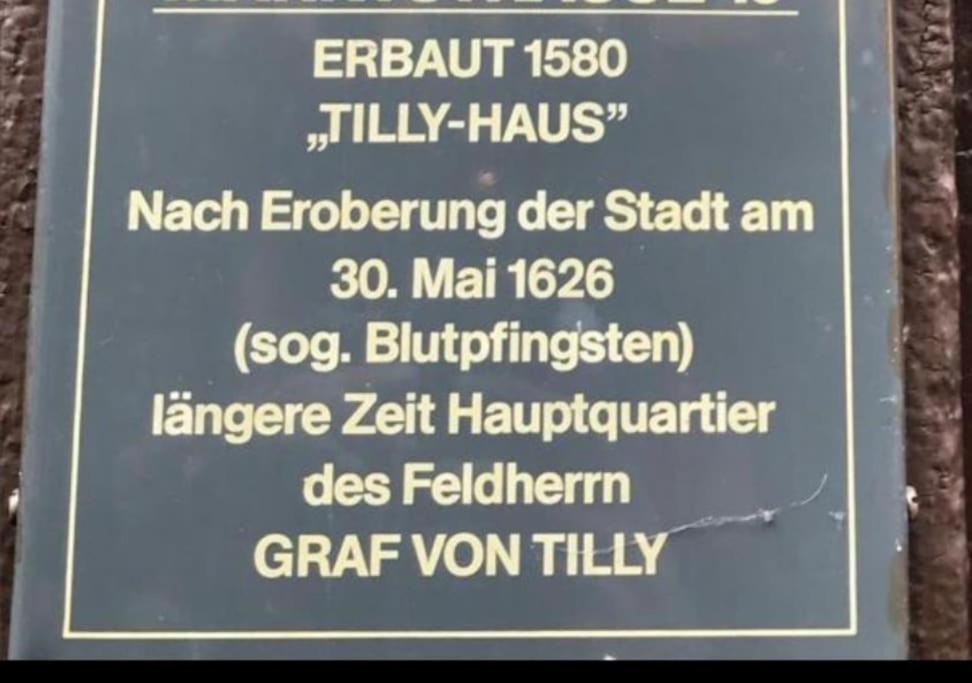 ERBAUT 1580
„TILLY-HAUS”
Nach Eroberung der Stadt am
30. Mai 1626
(sog. Blutpfingsten)
längere Zeit Hauptquartier
des Feldherrn
GRAF VON TILLY